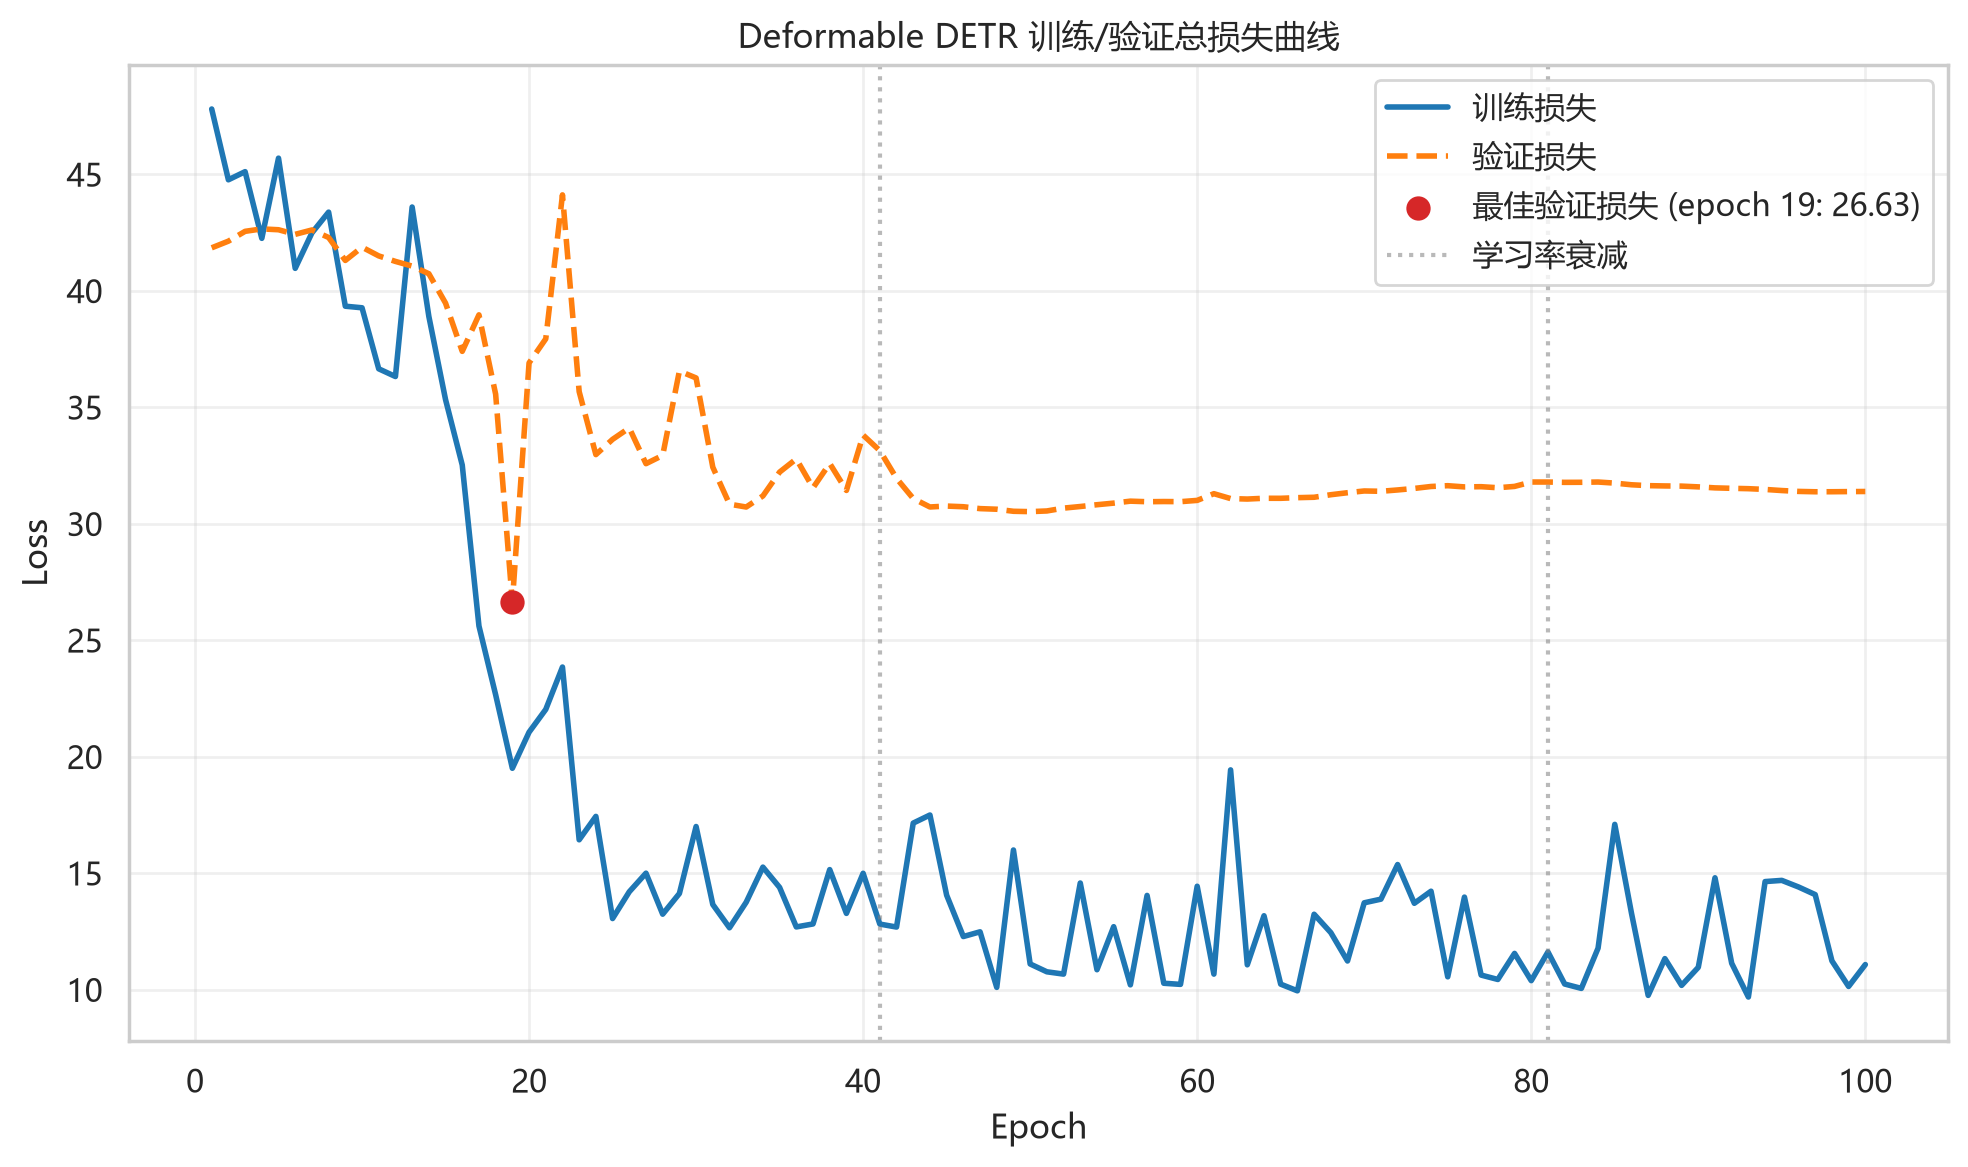 Deformable DETR 训练/验证总损失曲线
训练损失
验证损失
最佳验证损失 (epoch 19: 26.63)
学习率衰减
Loss
45
40
35
30
25
20
15
10
0 20 40 60 80 100
Epoch